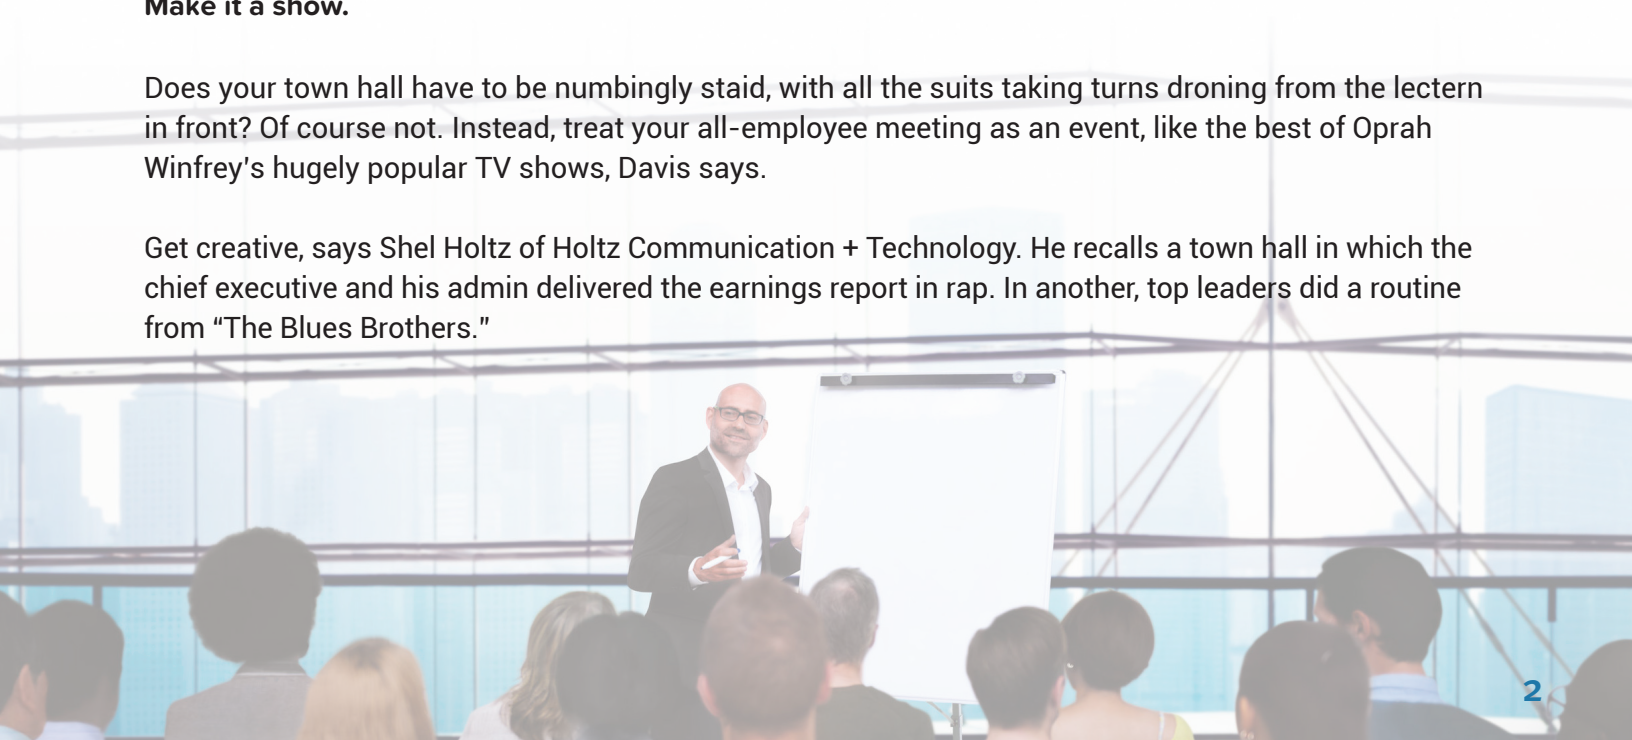 Make it a show.
Does your town hall have to be numbingly staid, with all the suits taking turns droning from the lectern
in front? Of course not. Instead, treat your all-employee meeting as an event, like the best of Oprah
Winfrey's hugely popular TV shows, Davis says.
Get creative, says Shel Holtz of Holtz Communication + Technology. He recalls a town hall in which the
chief executive and his admin delivered the earnings report in rap. In another, top leaders did a routine
from “The Blues Brothers.”
2